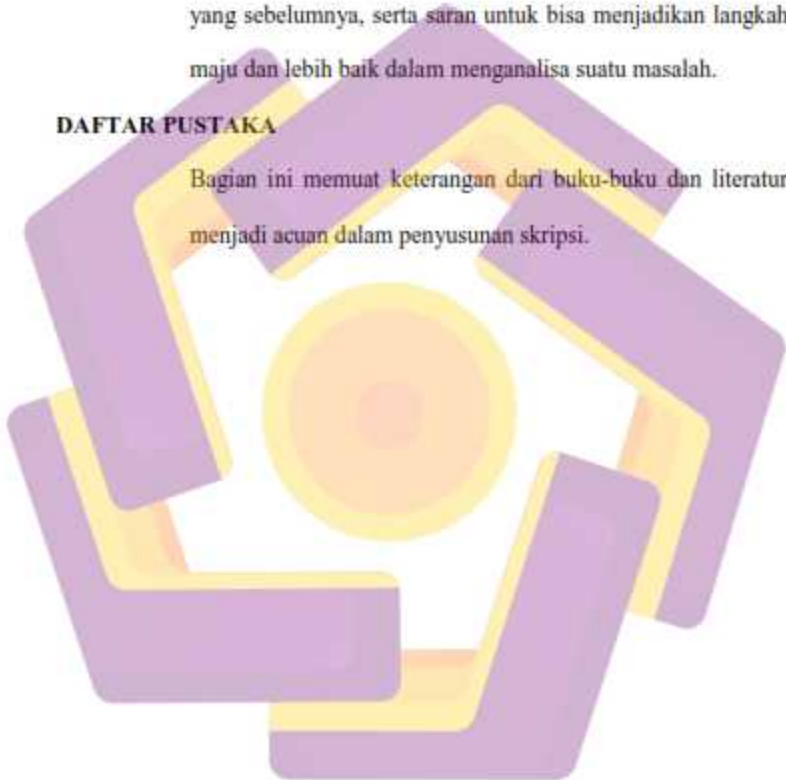 yang sebelumnya, serta saran untuk bisa menjadikan langkah
maju dan lebih baik dalam menganalisa suatu masalah.
DAFTAR PUSTAKA
Bagian ini memuat keterangan dari buku-buku dan literatur
menjadi acuan dalam penyusunan skripsi.